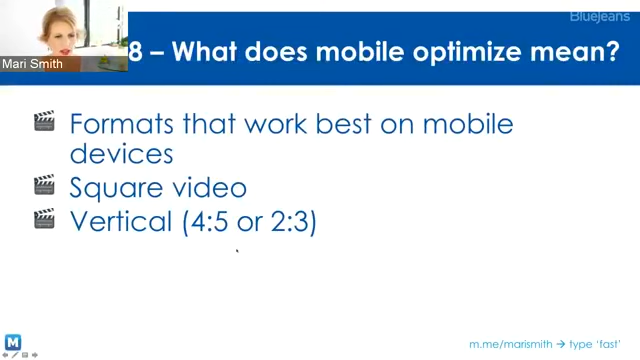 BlueJeans
8 – What does mobile optimize mean?
Mari Smith
Formats that work best on mobile
devices
Square video
Vertical (4:5 or 2:3)
M
m.me/marismith → type ‘fast’